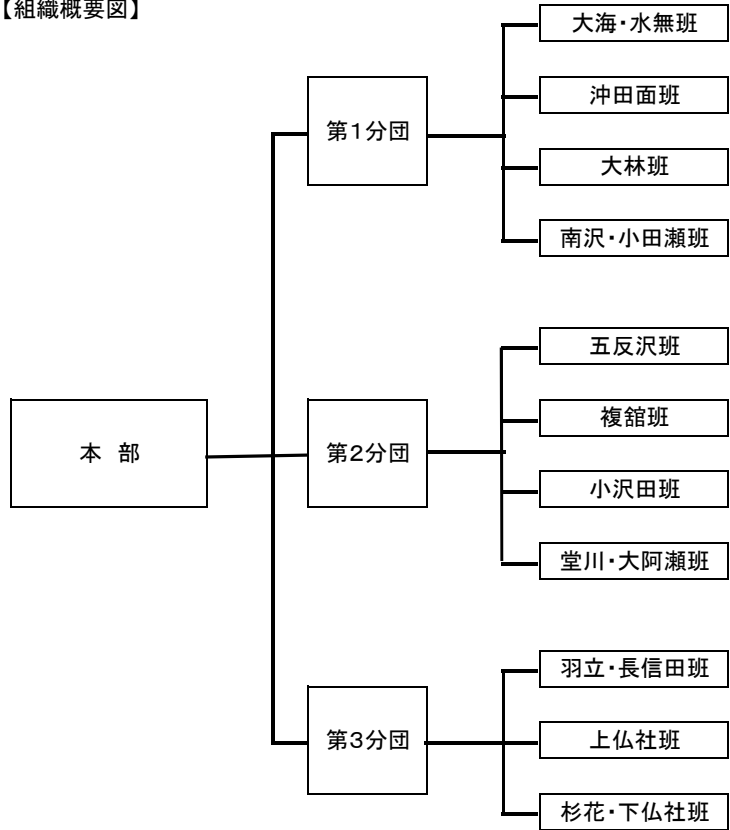 【組織概要図】
本 部
第1分団
大海・水無班
沖田面班
大林班
南沢・小田瀬班
第2分団
五反沢班
複舘班
小沢田班
堂川・大阿瀬班
第3分団
羽立・長信田班
上仏社班
杉花・下仏社班